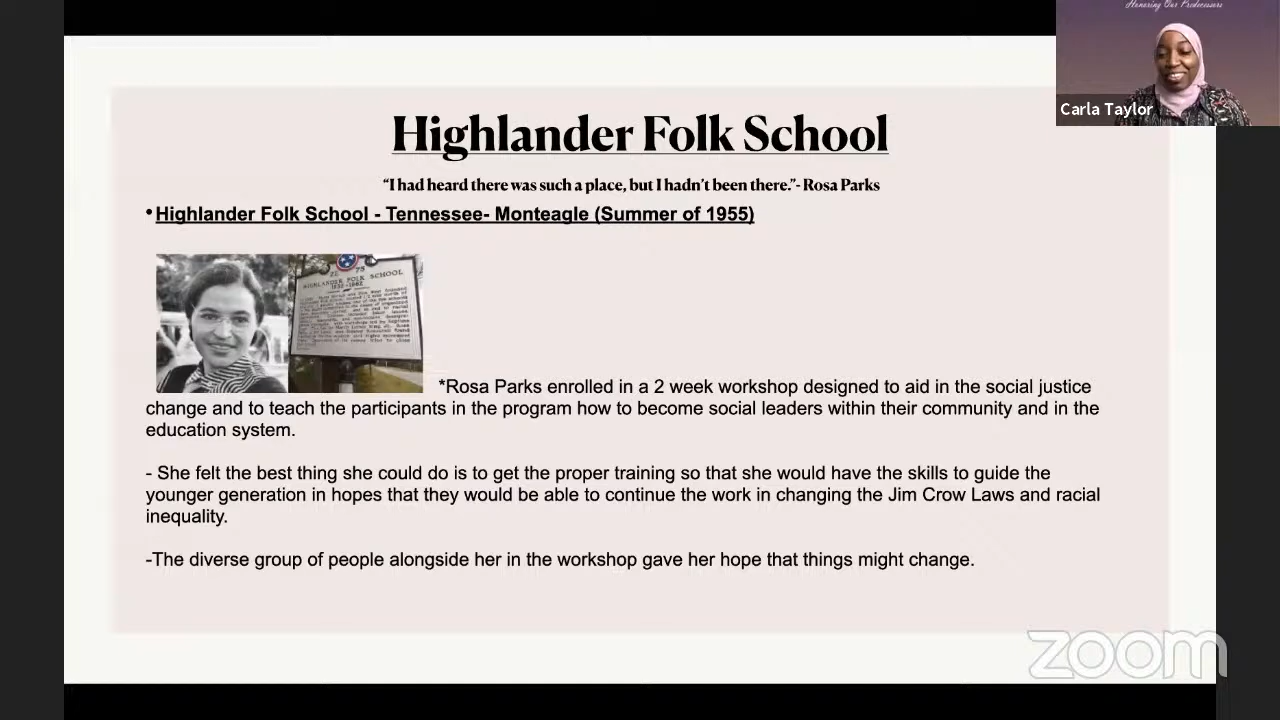 Honoring Our Predecessors
Carla Taylor
Highlander Folk School
“I had heard there was such a place, but I hadn’t been there.”- Rosa Parks
• Highlander Folk School - Tennessee- Monteagle (Summer of 1955)
HIGHLANDER FOLK SCHOOL
1932-1962
*Rosa Parks enrolled in a 2 week workshop designed to aid in the social justice
change and to teach the participants in the program how to become social leaders within their community and in the
education system.
- She felt the best thing she could do is to get the proper training so that she would have the skills to guide the
younger generation in hopes that they would be able to continue the work in changing the Jim Crow Laws and racial
inequality.
-The diverse group of people alongside her in the workshop gave her hope that things might change.
zoom